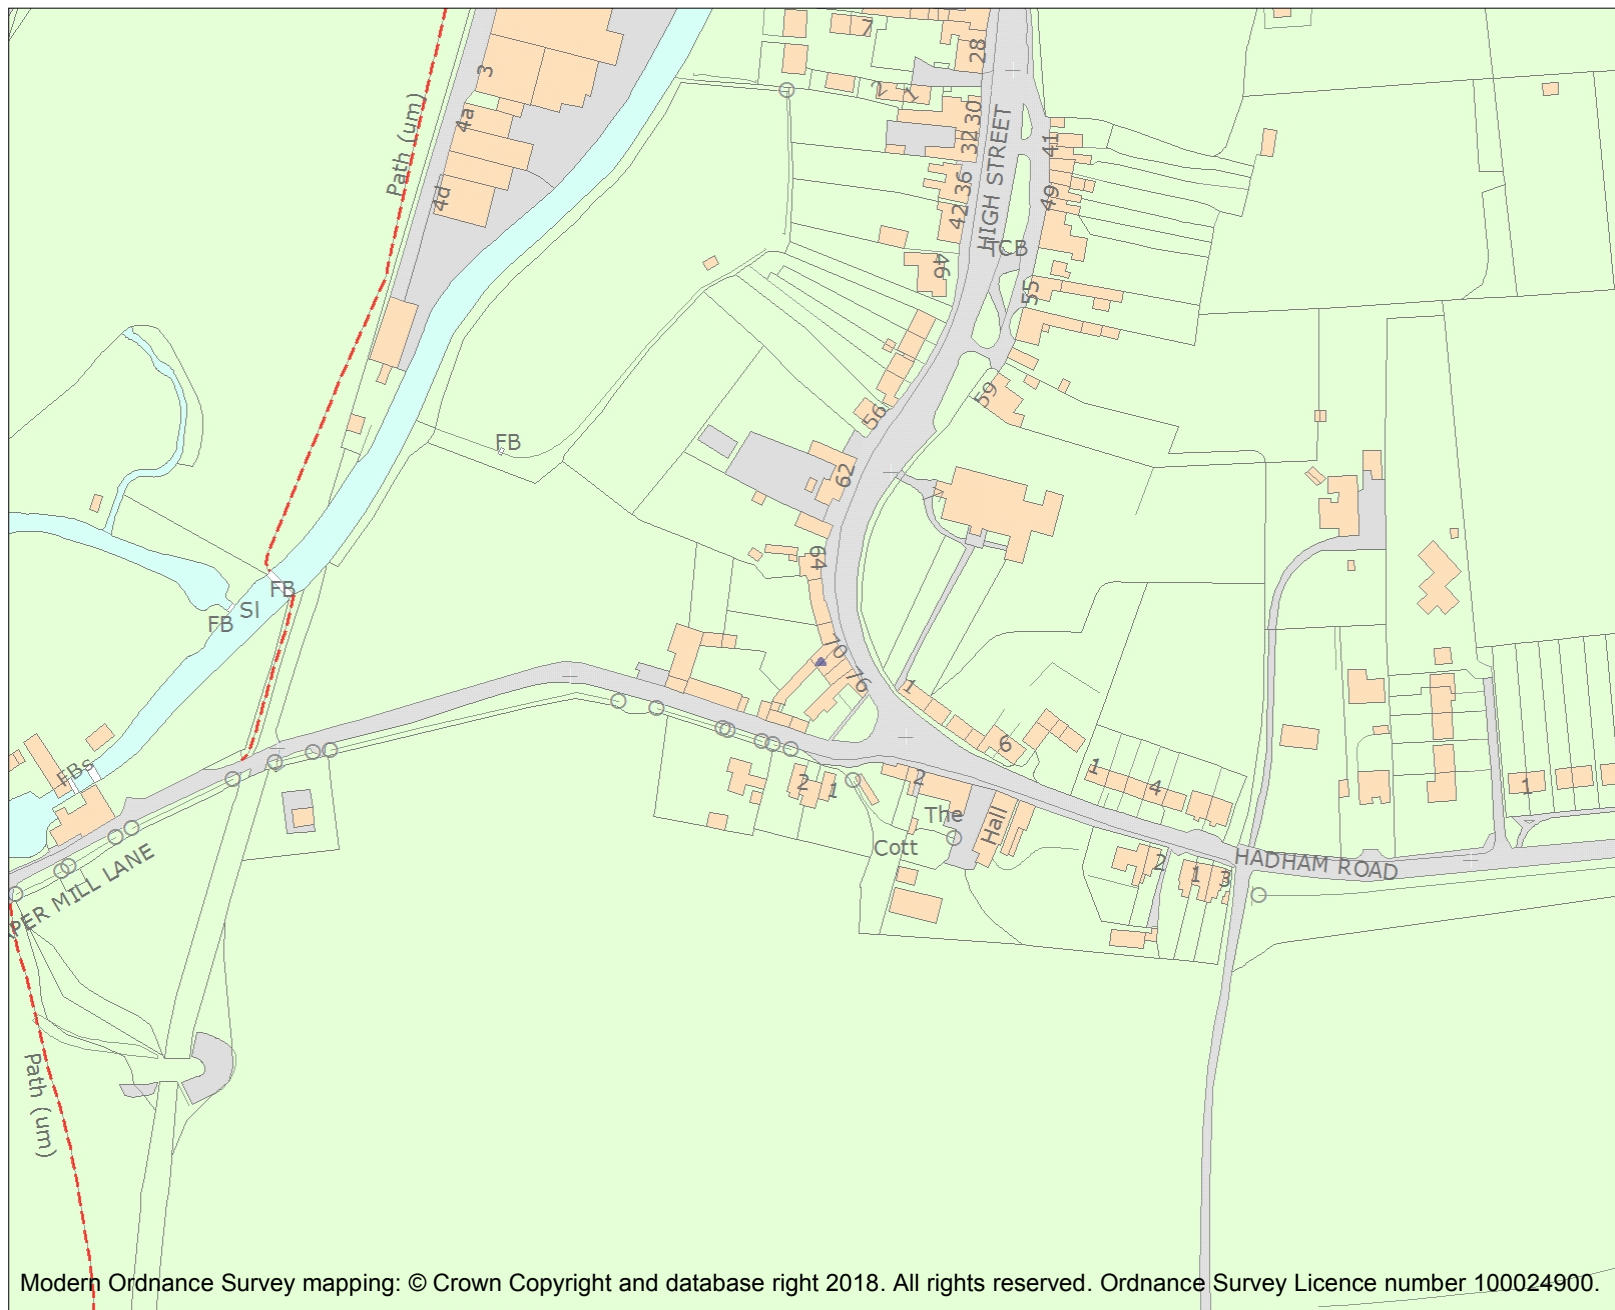 7
28
3
2 1
Path (um)
4a
30
HIGH STREET
32
41
4d
36
49
42
TCB
46
55
59
56
FB
62
64
FB
Sl
FB
70
76
1
6
FBs
1
4
2 1
2
1
The
Hall
Cott
PER MILL LANE
2
HADHAM ROAD
1 3
Path (um)
Modern Ordnance Survey mapping: © Crown Copyright and database right 2018. All rights reserved. Ordnance Survey Licence number 100024900.